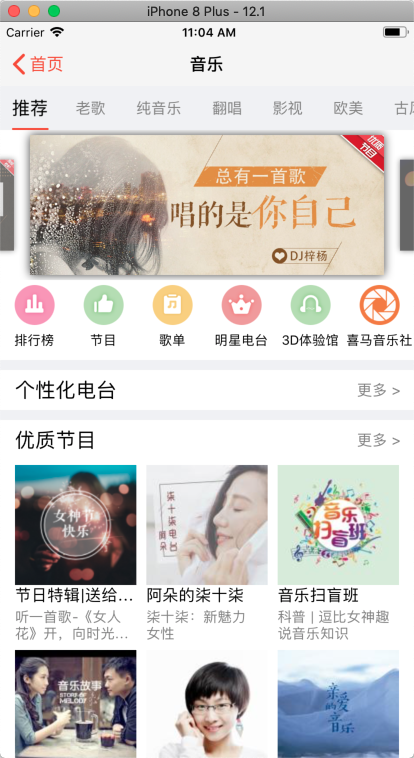 iPhone 8 Plus - 12.1
Carrier
11:04 AM
首页
音乐
推荐
老歌
纯音乐
翻唱
影视
欧美
优质
节目
总有一首歌
唱的是你自己
DJ梓杨
排行榜
节目
歌单
明星电台
3D体验馆
喜马音乐社
个性化电台
更多 >
优质节目
更多 >
女神节
快乐
柒十柒电台
阿朵
音乐
扫盲班
节日特辑|送给...
阿朵的柒十柒
音乐扫盲班
听一首歌-《女人
花》开，向时光...
柒十柒：新魅力
女性
科普 | 逗比女神趣
说音乐知识
音乐故事
STORY OF
MELODY
亲爱的音乐